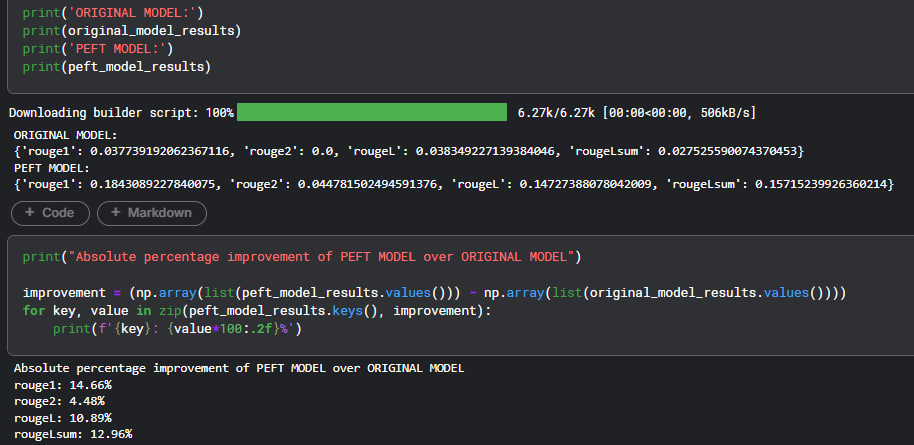 print('ORIGINAL MODEL:')
print(original_model_results)
print('PEFT MODEL:')
print(peft_model_results)
Downloading builder script: 100% 6.27k/6.27k [00:00<00:00, 506kB/s]
ORIGINAL MODEL:
{'rouge1': 0.037739192062367116, 'rouge2': 0.0, 'rougeL': 0.038349227139384046, 'rougeLsum': 0.027525590074370453}
PEFT MODEL:
{'rouge1': 0.1843089227840075, 'rouge2': 0.044781502494591376, 'rougeL': 0.14727388078042009, 'rougeLsum': 0.15715239926360214}
+ Code + Markdown
print("Absolute percentage improvement of PEFT MODEL over ORIGINAL MODEL")
improvement = (np.array(list(peft_model_results.values())) - np.array(list(original_model_results.values())))
for key, value in zip(peft_model_results.keys(), improvement):
print(f'{key}: {value*100:.2f}%')
Absolute percentage improvement of PEFT MODEL over ORIGINAL MODEL
rouge1: 14.66%
rouge2: 4.48%
rougeL: 10.89%
rougeLsum: 12.96%